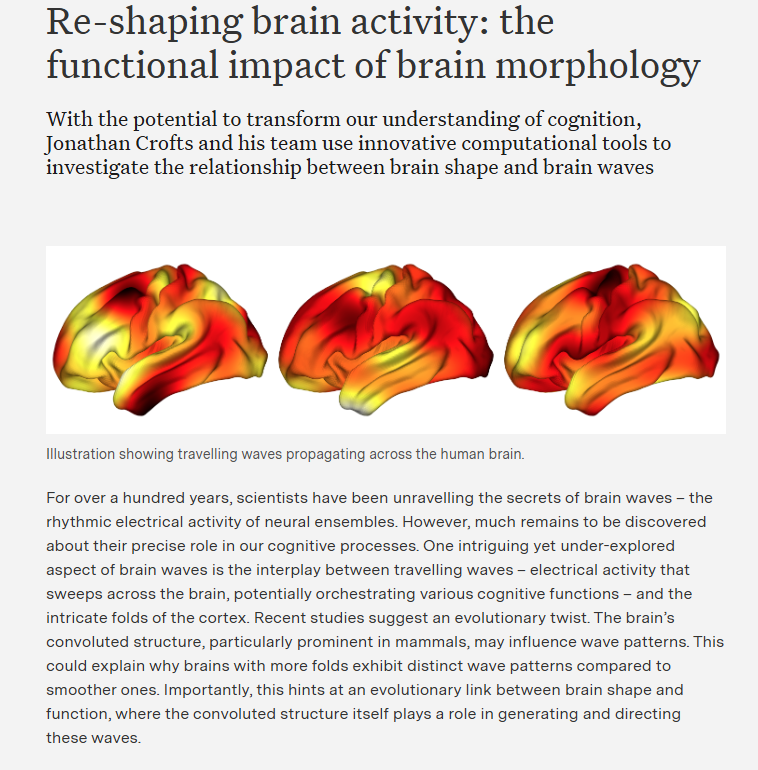 Re-shaping brain activity: the
functional impact of brain morphology
With the potential to transform our understanding of cognition,
Jonathan Crofts and his team use innovative computational tools to
investigate the relationship between brain shape and brain waves
Illustration showing travelling waves propagating across the human brain.
For over a hundred years, scientists have been unravelling the secrets of brain waves – the
rhythmic electrical activity of neural ensembles. However, much remains to be discovered
about their precise role in our cognitive processes. One intriguing yet under-explored
aspect of brain waves is the interplay between travelling waves – electrical activity that
sweeps across the brain, potentially orchestrating various cognitive functions – and the
intricate folds of the cortex. Recent studies suggest an evolutionary twist. The brain’s
convoluted structure, particularly prominent in mammals, may influence wave patterns. This
could explain why brains with more folds exhibit distinct wave patterns compared to
smoother ones. Importantly, this hints at an evolutionary link between brain shape and
function, where the convoluted structure itself plays a role in generating and directing
these waves.